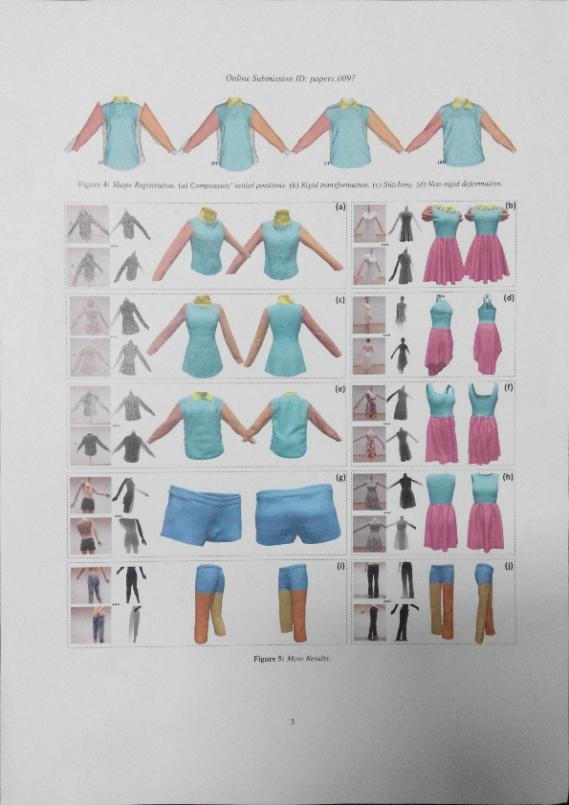 Online Submission ID: papers_0097
(a) (b) (c) (d)
Figure 4: Shape Registration. (a) Components' initial positions. (b) Rigid transformation. (c) Stitching. (d) Non-rigid deformation.
(a) (b)
(c) (d)
(e) (f)
(g) (h)
(i) (j)
Figure 5: More Results.
3